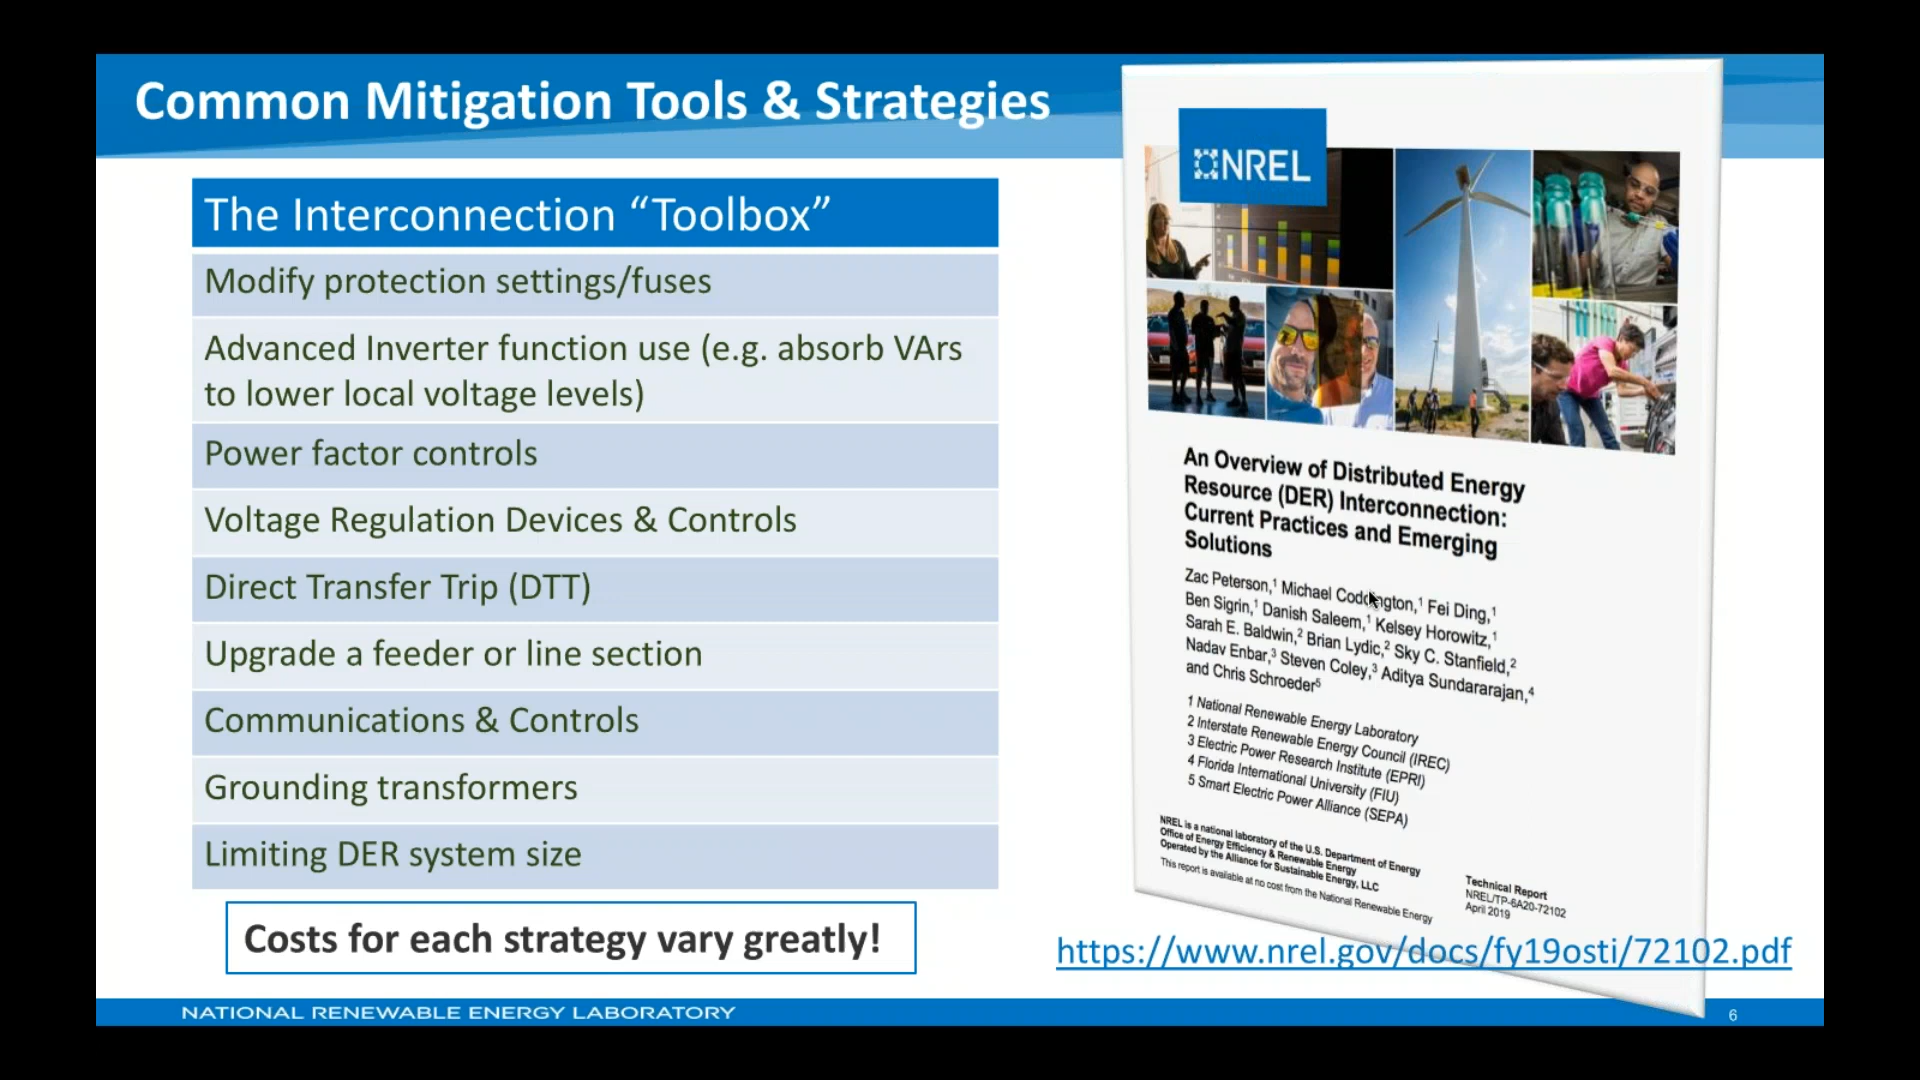 Common Mitigation Tools & Strategies
The Interconnection “Toolbox”
Modify protection settings/fuses
Advanced Inverter function use (e.g. absorb VArs
to lower local voltage levels)
Power factor controls
Voltage Regulation Devices & Controls
Direct Transfer Trip (DTT)
Upgrade a feeder or line section
Communications & Controls
Grounding transformers
Limiting DER system size
Costs for each strategy vary greatly!
NREL
An Overview of Distributed Energy
Resource (DER) Interconnection:
Current Practices and Emerging
Solutions
Zac Peterson,¹ Michael Coddington,¹ Fei Ding,¹
Ben Sigrin,¹ Danish Saleem,¹ Kelsey Horowitz,¹
Sarah E. Baldwin,² Brian Lydic,² Sky C. Stanfield,²
Nadav Enbar,³ Steven Coley,³ Aditya Sundararajan,⁴
and Chris Schroeder⁵
1 National Renewable Energy Laboratory
2 Interstate Renewable Energy Council (IREC)
3 Electric Power Research Institute (EPRI)
4 Florida International University (FIU)
5 Smart Electric Power Alliance (SEPA)
NREL is a national laboratory of the U.S. Department of Energy
Office of Energy Efficiency & Renewable Energy
Operated by the Alliance for Sustainable Energy, LLC
This report is available at no cost from the National Renewable Energy
Technical Report
NREL/TP-6A20-72102
April 2019
https://www.nrel.gov/docs/fy19osti/72102.pdf
NATIONAL RENEWABLE ENERGY LABORATORY
6